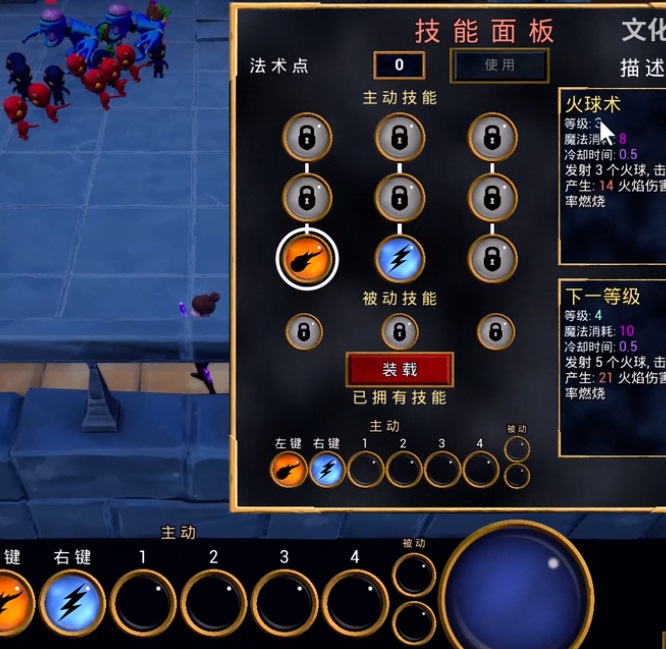 技能面板
文化
法术点
0
使用
描述
主动技能
火球术
等级:
魔法消 8
冷却时间: 0.5
发射 3 个火球, 击
产生: 14 火焰伤害
率燃烧
被动技能
下一等级
等级: 4
魔法消耗: 10
冷却时间: 0.5
发射 5 个火球, 击
产生: 21 火焰伤害
率燃烧
装载
已拥有技能
主动
被动
左键 右键 1 2 3 4
主动
被动
键 右键 1 2 3 4